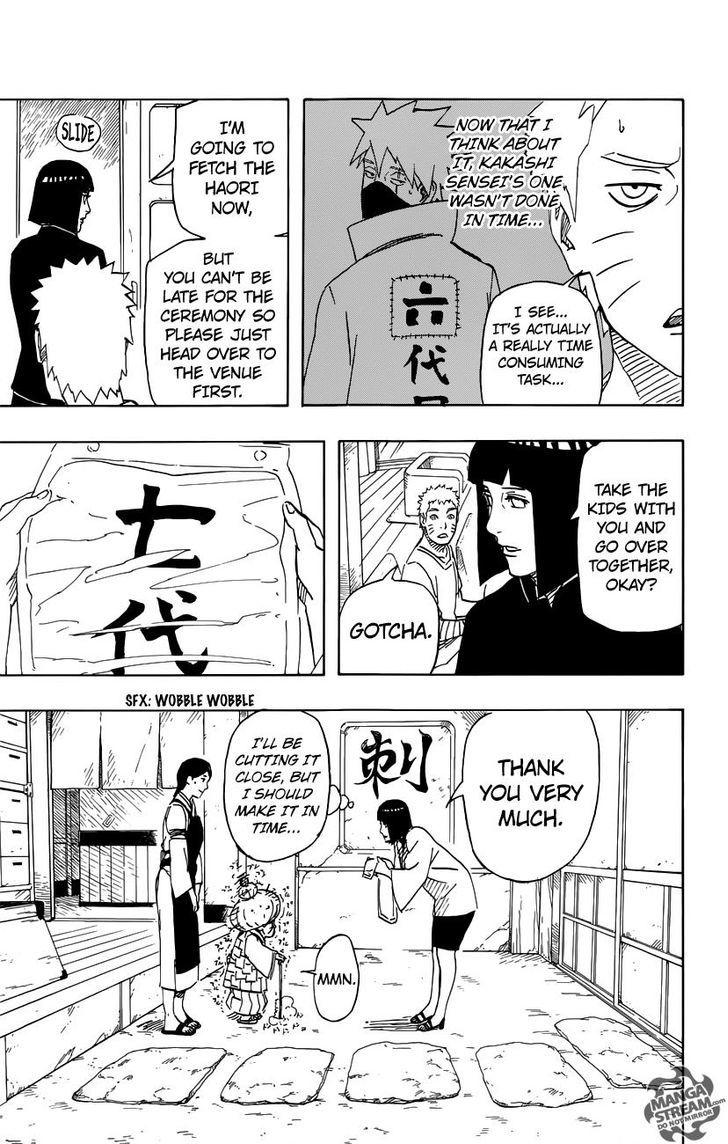 NOW THAT I
THINK ABOUT
IT, KAKASHI
SENSEI'S ONE
WASN'T DONE
IN TIME...
六
代
I SEE...
IT'S ACTUALLY
A REALLY TIME
CONSUMING
TASK...
SLIDE
I'M
GOING TO
FETCH THE
HAORI
NOW,
BUT
YOU CAN'T BE
LATE FOR THE
CEREMONY SO
PLEASE JUST
HEAD OVER TO
THE VENUE
FIRST.
TAKE THE
KIDS WITH
YOU AND
GO OVER
TOGETHER,
OKAY?
GOTCHA.
七
代
SFX: WOBBLE WOBBLE
THANK
YOU VERY
MUCH.
刺
I'LL BE
CUTTING IT
CLOSE, BUT
I SHOULD
MAKE IT IN
TIME...
MMN.
MANGA
STREAM.com
DO NOT MIRROR